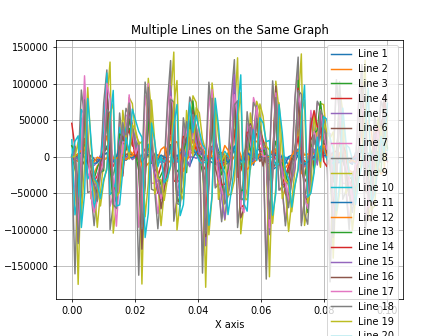 Multiple Lines on the Same Graph
150000
100000
50000
0
−50000
−100000
−150000
0.00
0.02
0.04
0.06
0.08
X axis
Line 1
Line 2
Line 3
Line 4
Line 5
Line 6
Line 7
Line 8
Line 9
Line 10
Line 11
Line 12
Line 13
Line 14
Line 15
Line 16
Line 17
Line 18
Line 19
Line 20